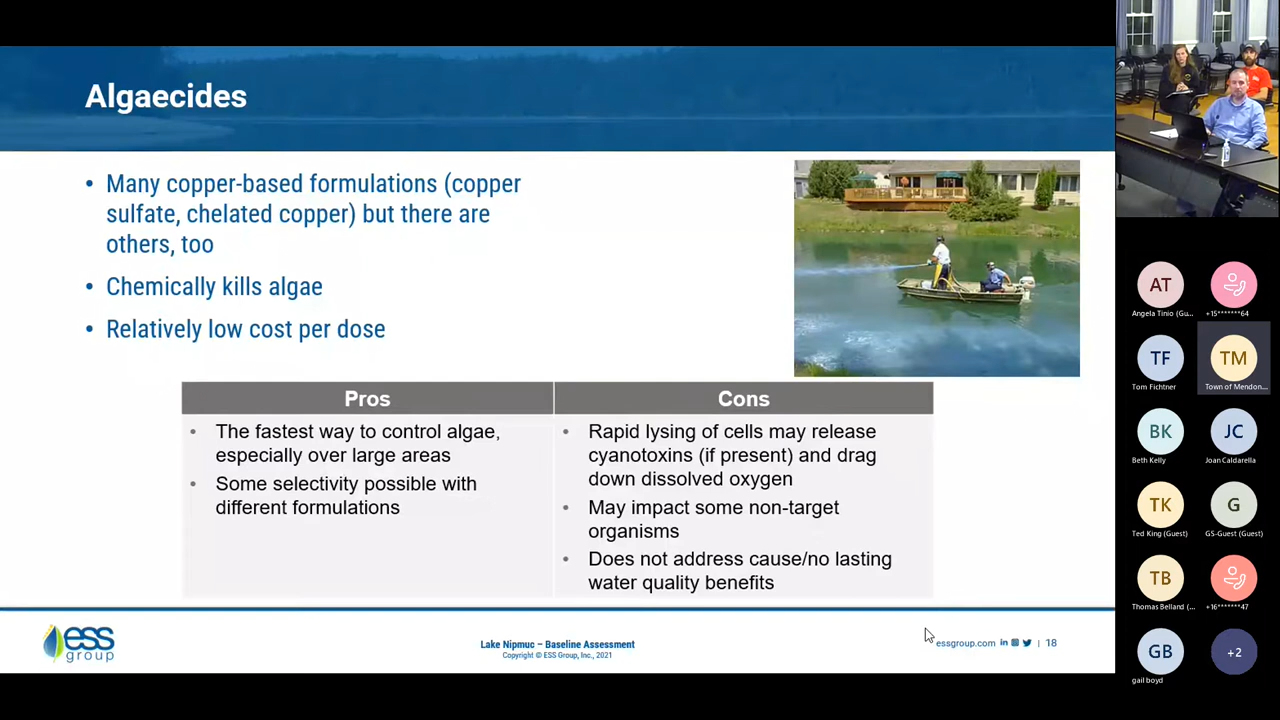 Algaecides
• Many copper-based formulations (copper
sulfate, chelated copper) but there are
others, too
• Chemically kills algae
• Relatively low cost per dose
Pros
• The fastest way to control algae,
especially over large areas
• Some selectivity possible with
different formulations
Cons
• Rapid lysing of cells may release
cyanotoxins (if present) and drag
down dissolved oxygen
• May impact some non-target
organisms
• Does not address cause/no lasting
water quality benefits
ess
group
Lake Nipmuc – Baseline Assessment
Copyright © ESS Group, Inc., 2021
essgroup.com
| 18
AT
Angela Tinio (Gu...
+15*******64
TF
Tom Fichtner
TM
Town of Mendon...
BK
Beth Kelly
JC
Joan Caldarella
TK
Ted King (Guest)
G
GS-Guest (Guest)
TB
Thomas Belland (...
+16*******47
GB
gail boyd
+2